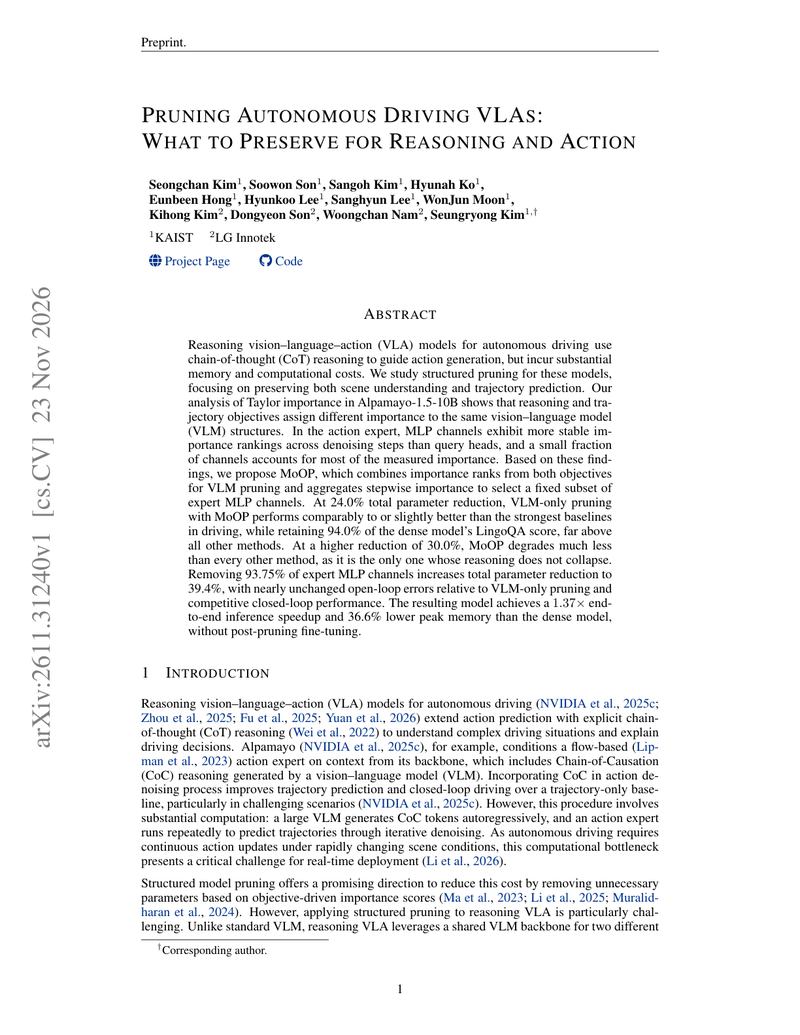 Preprint.
PRUNING AUTONOMOUS DRIVING VLAS:
WHAT TO PRESERVE FOR REASONING AND ACTION
Seongchan Kim1, Soowon Son1, Sangoh Kim1, Hyunah Ko1,
Eunbeen Hong1, Hyunkoo Lee1, Sanghyun Lee1, WonJun Moon1,
Kihong Kim2, Dongyeon Son2, Woongchan Nam2, Seungryong Kim1,†
1KAIST 2LG Innotek
Project Page Code
ABSTRACT
Reasoning vision–language–action (VLA) models for autonomous driving use
chain-of-thought (CoT) reasoning to guide action generation, but incur substantial
memory and computational costs. We study structured pruning for these models,
focusing on preserving both scene understanding and trajectory prediction. Our
analysis of Taylor importance in Alpamayo-1.5-10B shows that reasoning and tra-
jectory objectives assign different importance to the same vision–language model
(VLM) structures. In the action expert, MLP channels exhibit more stable
importance rankings across denoising steps than query heads, and a small fraction
of channels accounts for most of the measured importance. Based on these find-
ings, we propose MoOP, which combines importance ranks from both objectives
for VLM pruning and aggregates stepwise importance to select a fixed subset of
expert MLP channels. At 24.0% total parameter reduction, VLM-only pruning
with MoOP performs comparably to or slightly better than the strongest baselines
in driving, while retaining 94.0% of the dense model's LingoQA score, far above
all other methods. At a higher reduction of 30.0%, MoOP degrades much less
than every other method, as it is the only one whose reasoning does not collapse.
Removing 93.75% of expert MLP channels increases total parameter reduction to
39.4%, with nearly unchanged open-loop errors relative to VLM-only pruning and
competitive closed-loop performance. The resulting model achieves a 1.37× end-
to-end inference speedup and 36.6% lower peak memory than the dense model,
without post-pruning fine-tuning.
1 INTRODUCTION
Reasoning vision–language–action (VLA) models for autonomous driving (NVIDIA et al., 2025c;
Zhou et al., 2025; Fu et al., 2025; Yuan et al., 2026) extend action prediction with explicit chain-
of-thought (CoT) reasoning (Wei et al., 2022) to understand complex driving situations and explain
driving decisions. Alpamayo (NVIDIA et al., 2025c), for example, conditions a flow-based (Lip-
man et al., 2023) action expert on context from its backbone, which includes Chain-of-Causation
(CoC) reasoning generated by a vision–language model (VLM). Incorporating CoC in action de-
noising process improves trajectory prediction and closed-loop driving over a trajectory-only base-
line, particularly in challenging scenarios (NVIDIA et al., 2025c). However, this procedure involves
substantial computation: a large VLM generates CoC tokens autoregressively, and an action expert
runs repeatedly to predict trajectories through iterative denoising. As autonomous driving requires
continuous action updates under rapidly changing scene conditions, this computational bottleneck
presents a critical challenge for real-time deployment (Li et al., 2026).
Structured model pruning offers a promising direction to reduce this cost by removing unnecessary
parameters based on objective-driven importance scores (Ma et al., 2023; Li et al., 2025; Muralid-
haran et al., 2024). However, applying structured pruning to reasoning VLA is particularly chal-
lenging. Unlike standard VLM, reasoning VLA leverages a shared VLM backbone for two different
†Corresponding author.
1
arXiv:2611.31240v1 [cs.CV] 23 Nov 2026